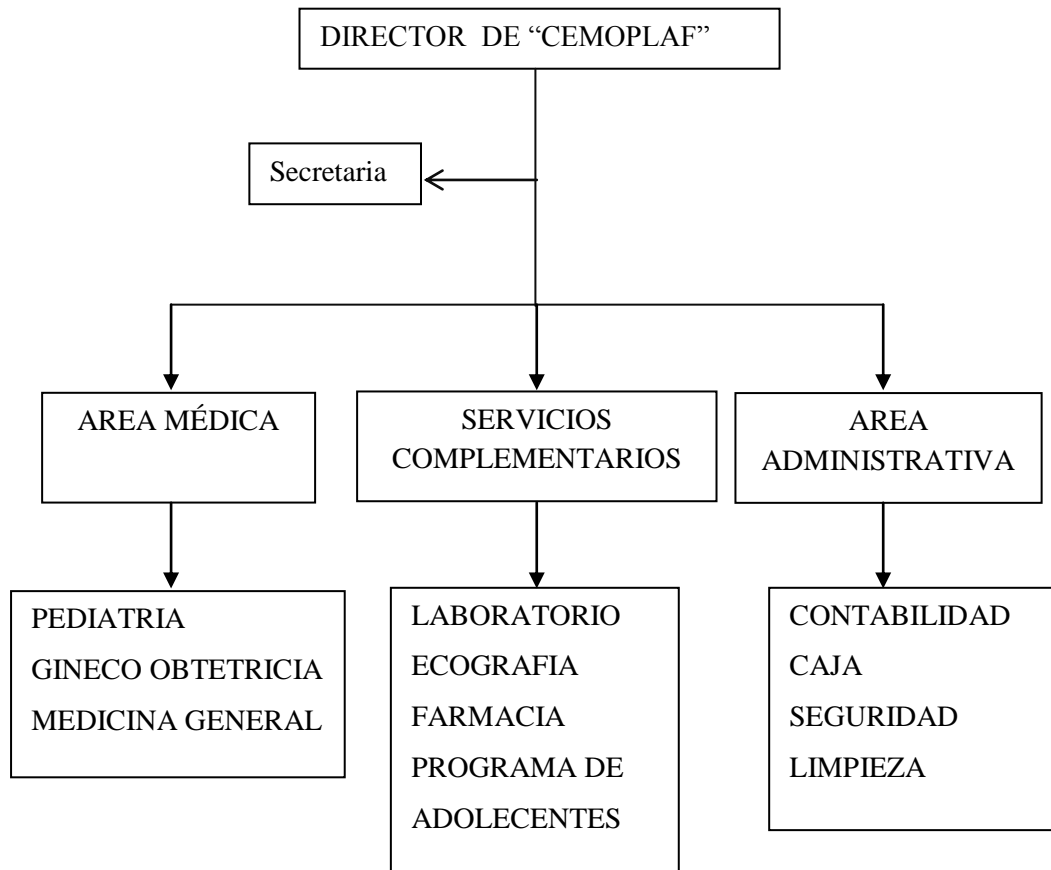 DIRECTOR DE “CEMOPLAF”
Secretaria
AREA MÉDICA
SERVICIOS
COMPLEMENTARIOS
AREA
ADMINISTRATIVA
PEDIATRIA
GINECO OBTETRICIA
MEDICINA GENERAL
LABORATORIO
ECOGRAFIA
FARMACIA
PROGRAMA DE
ADOLECENTES
CONTABILIDAD
CAJA
SEGURIDAD
LIMPIEZA